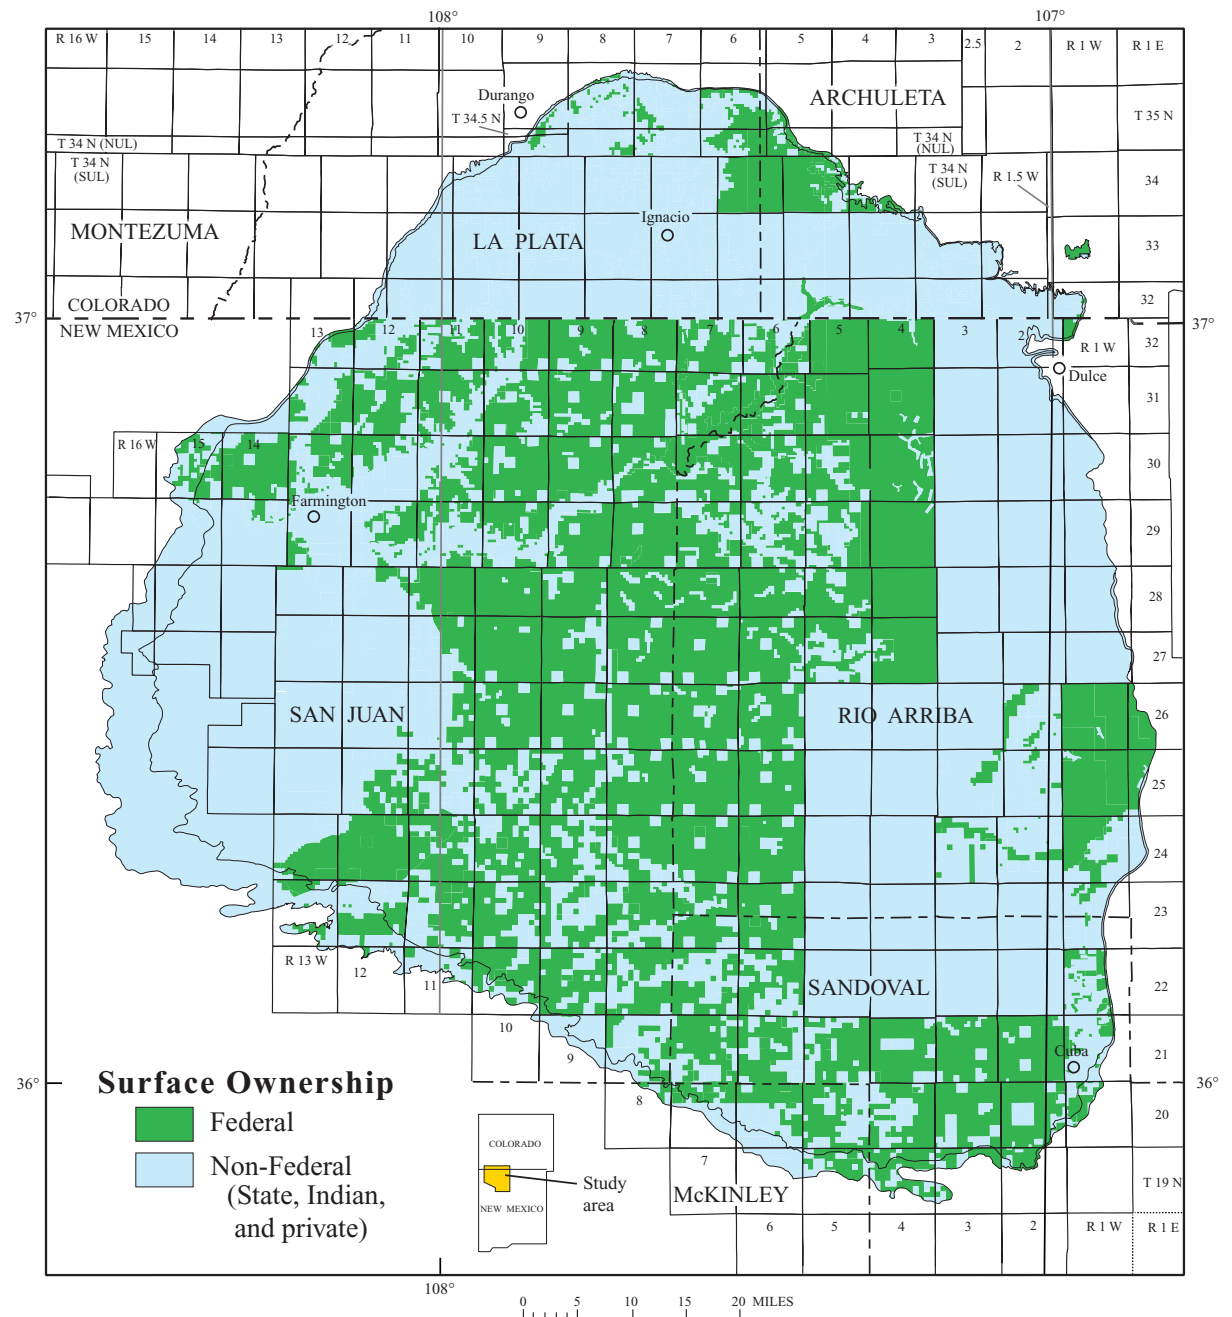 108°
107°
R 16 W
15
14
13
12
11
10
9
8
7
6
5
4
3
2.5
2
R 1 W
R 1 E
Durango
ARCHULETA
T 34.5 N
T 35 N
T 34 N (NUL)
T 34 N
(NUL)
T 34 N
(SUL)
T 34 N
(SUL)
R 1.5 W
34
Ignacio
MONTEZUMA
LA PLATA
33
COLORADO
32
37°
NEW MEXICO
37°
13
12
11
10
9
8
7
6
5
4
3
2
R 1 W
32
Dulce
31
R 16 W
15
14
30
Farmington
29
28
27
SAN JUAN
RIO ARRIBA
26
25
24
23
R 13 W
12
11
SANDOVAL
22
10
9
Cuba
21
36°
36°
8
20
Surface Ownership
Federal
Non-Federal
(State, Indian,
and private)
COLORADO
NEW MEXICO
Study
area
7
McKINLEY
T 19 N
6
5
4
3
2
R 1 W
R 1 E
108°
0
5
10
15
20 MILES